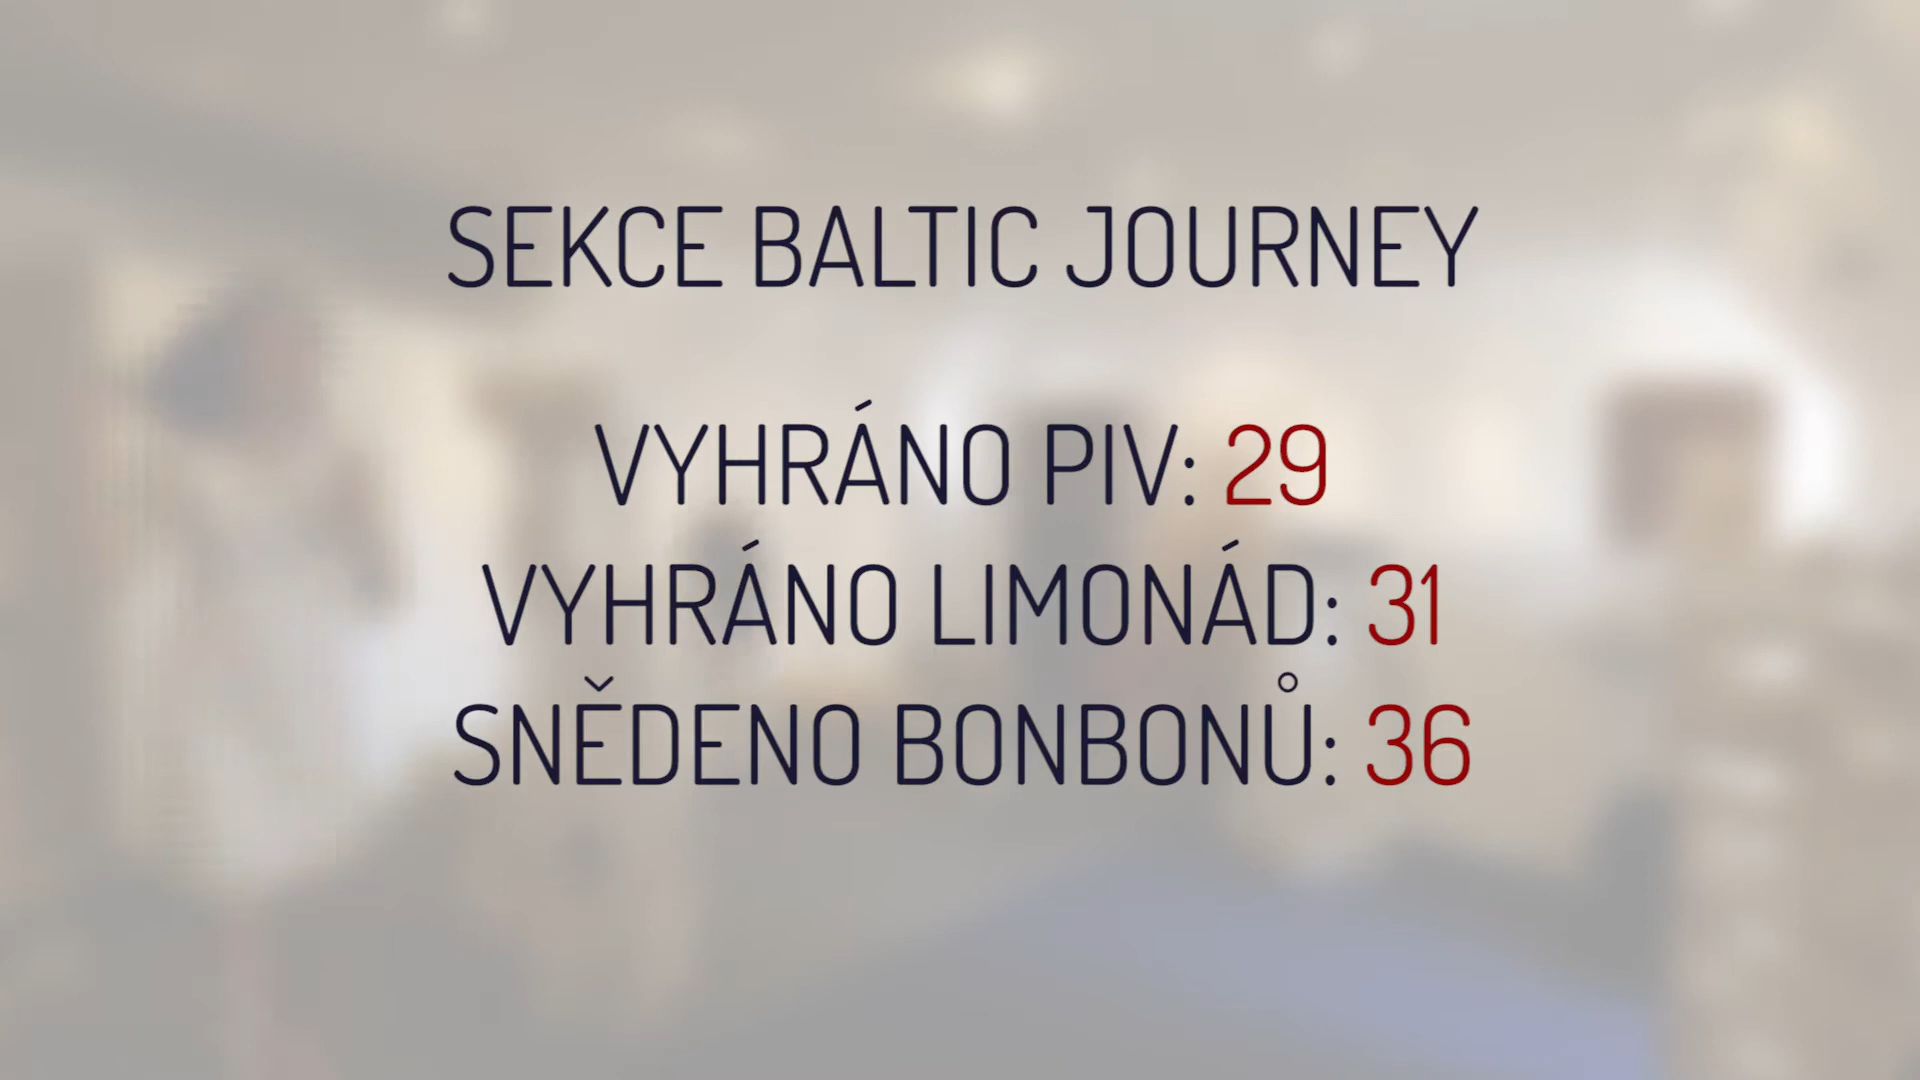 SEKCE BALTIC JOURNEY
VYHRÁNO PIV: 29
VYHRÁNO LIMONÁD: 31
SNĚDENO BONBONŮ: 36